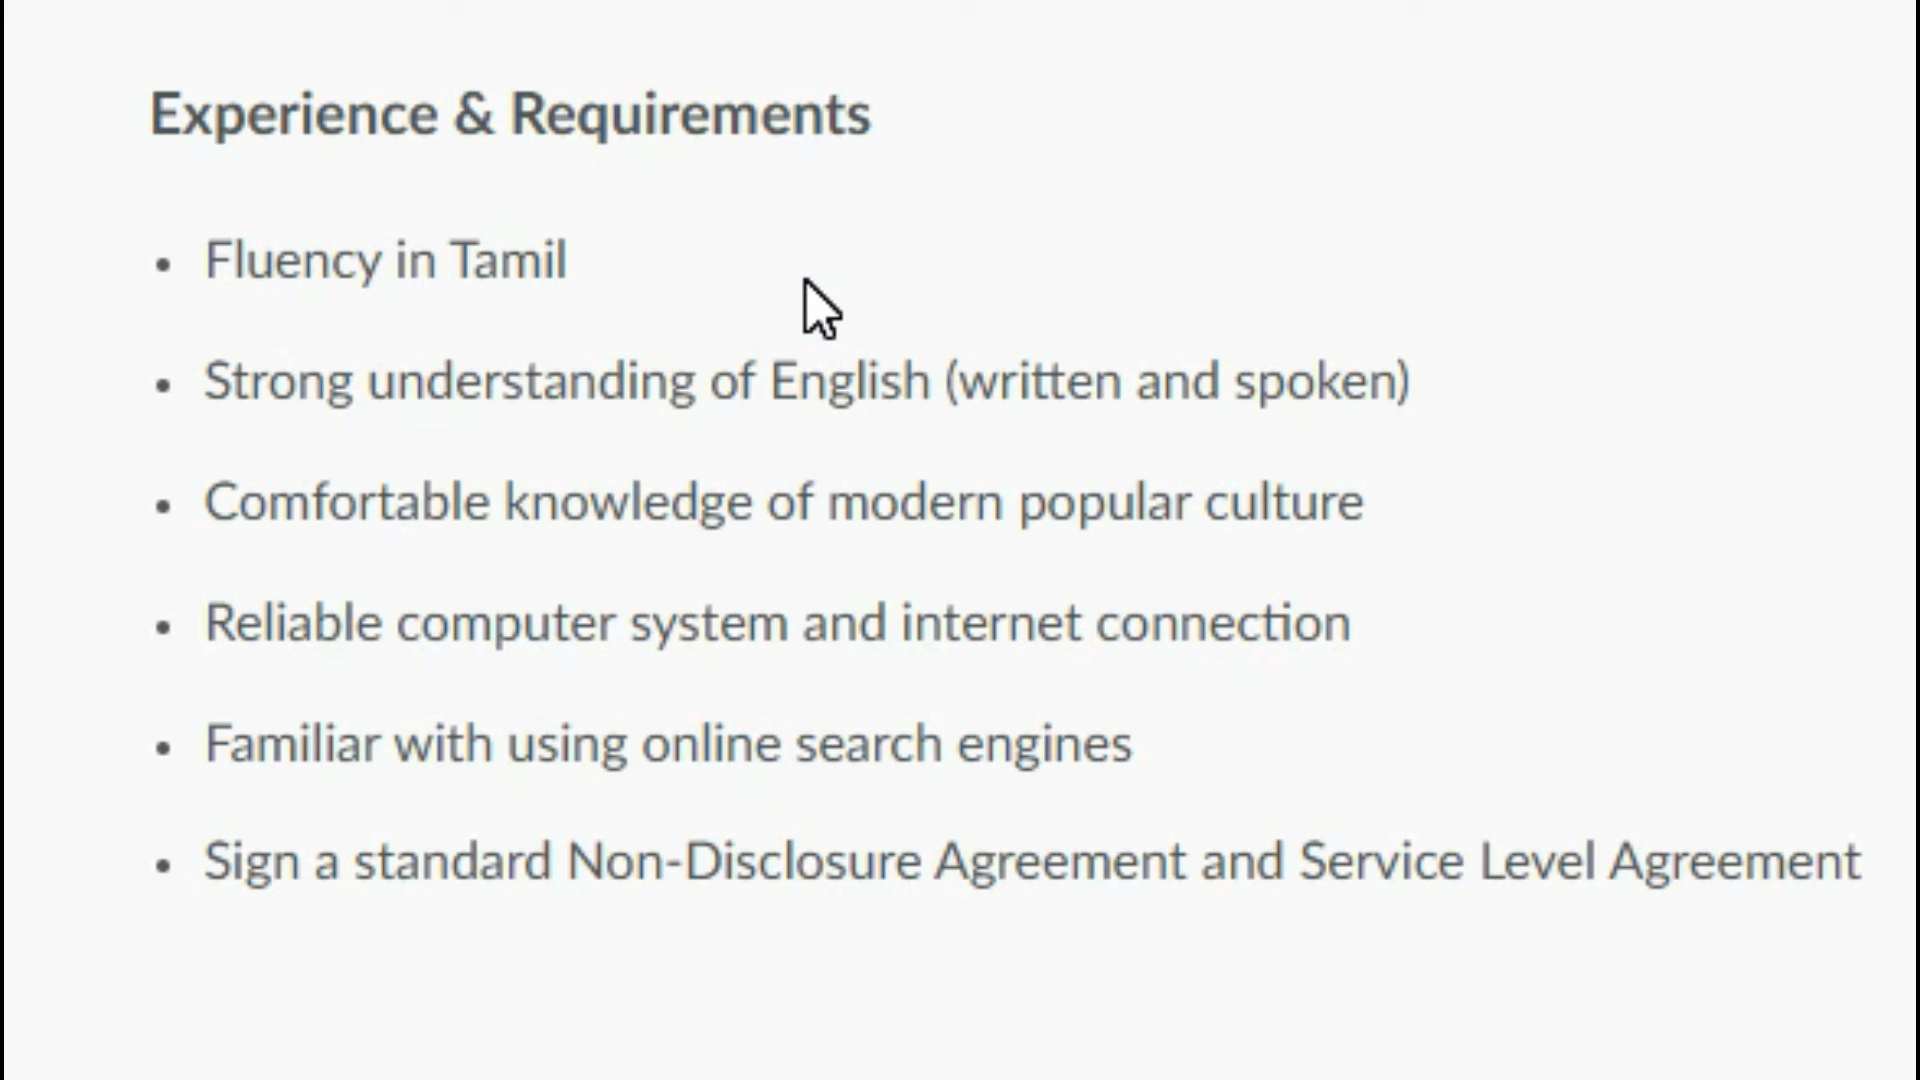 Experience & Requirements
• Fluency in Tamil
• Strong understanding of English (written and spoken)
• Comfortable knowledge of modern popular culture
• Reliable computer system and internet connection
• Familiar with using online search engines
• Sign a standard Non-Disclosure Agreement and Service Level Agreement